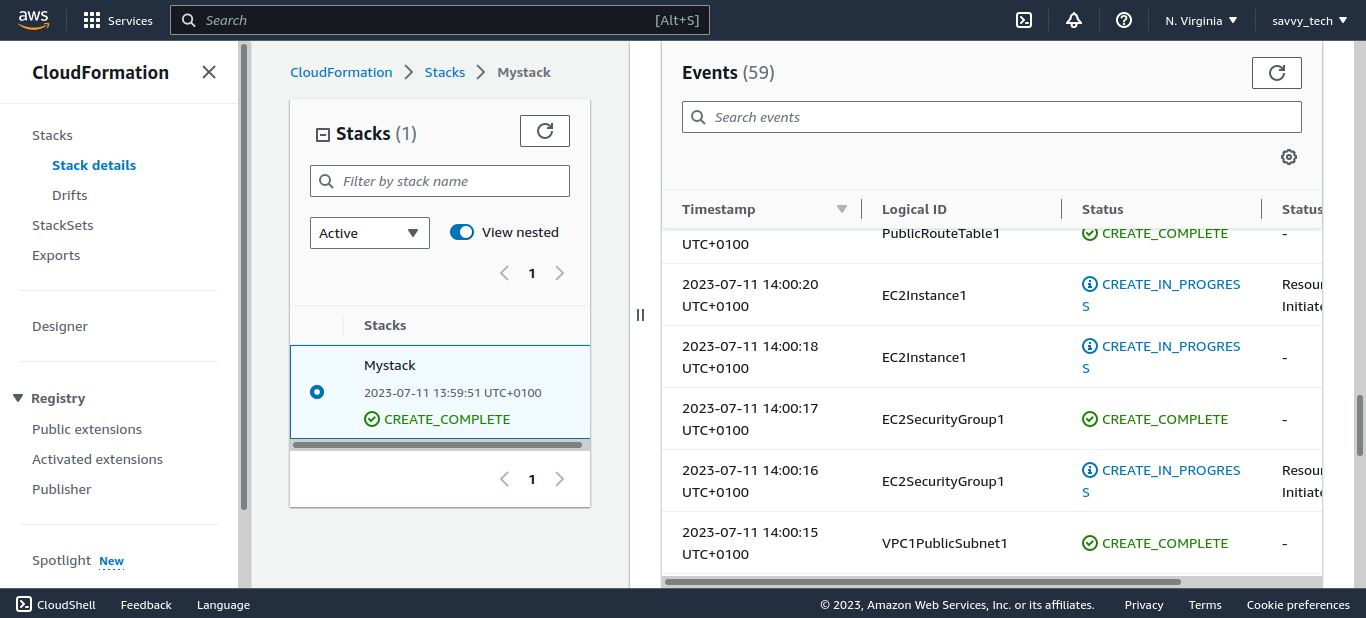 aws
Services
Search
[Alt+S]
N. Virginia
savvy_tech
CloudFormation
Stacks
Stack details
Drifts
StackSets
Exports
Designer
Registry
Public extensions
Activated extensions
Publisher
Spotlight New
CloudFormation
Stacks
Mystack
Stacks (1)
Filter by stack name
Active
View nested
1
Stacks
Mystack
2023-07-11 13:59:51 UTC+0100
CREATE_COMPLETE
1
Events (59)
Search events
Timestamp
Logical ID
Status
Status
UTC+0100
PublicRouteTable1
CREATE_COMPLETE
-
2023-07-11 14:00:20
UTC+0100
EC2Instance1
CREATE_IN_PROGRES
S
Resour
Initiate
2023-07-11 14:00:18
UTC+0100
EC2Instance1
CREATE_IN_PROGRES
S
-
2023-07-11 14:00:17
UTC+0100
EC2SecurityGroup1
CREATE_COMPLETE
-
2023-07-11 14:00:16
UTC+0100
EC2SecurityGroup1
CREATE_IN_PROGRES
S
Resour
Initiate
2023-07-11 14:00:15
UTC+0100
VPC1PublicSubnet1
CREATE_COMPLETE
-
CloudShell
Feedback
Language
© 2023, Amazon Web Services, Inc. or its affiliates.
Privacy
Terms
Cookie preferences